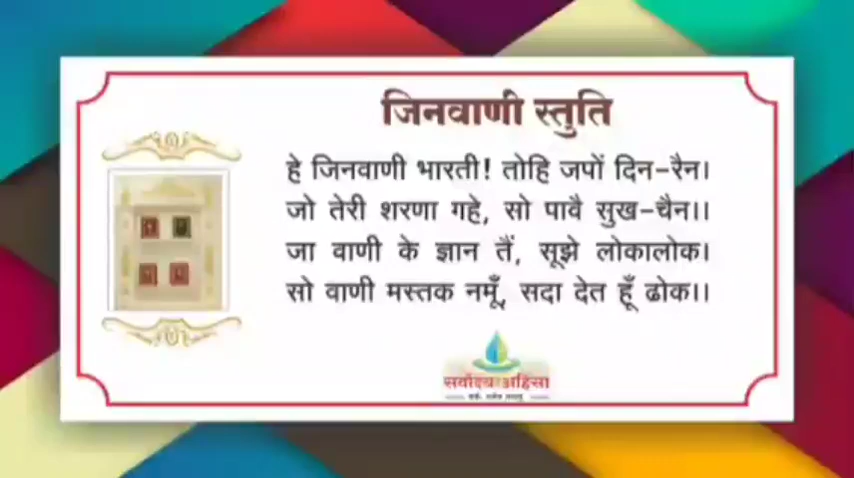 जिनवाणी स्तुति
हे जिनवाणी भारती! तोहि जपों दिन-रैन।
जो तेरी शरणा गहे, सो पावै सुख-चैन।।
जा वाणी के ज्ञान तैं, सूझे लोकालोक।
सो वाणी मस्तक नमूँ, सदा देत हूँ ढोक।।
सर्वोदय अहिंसा